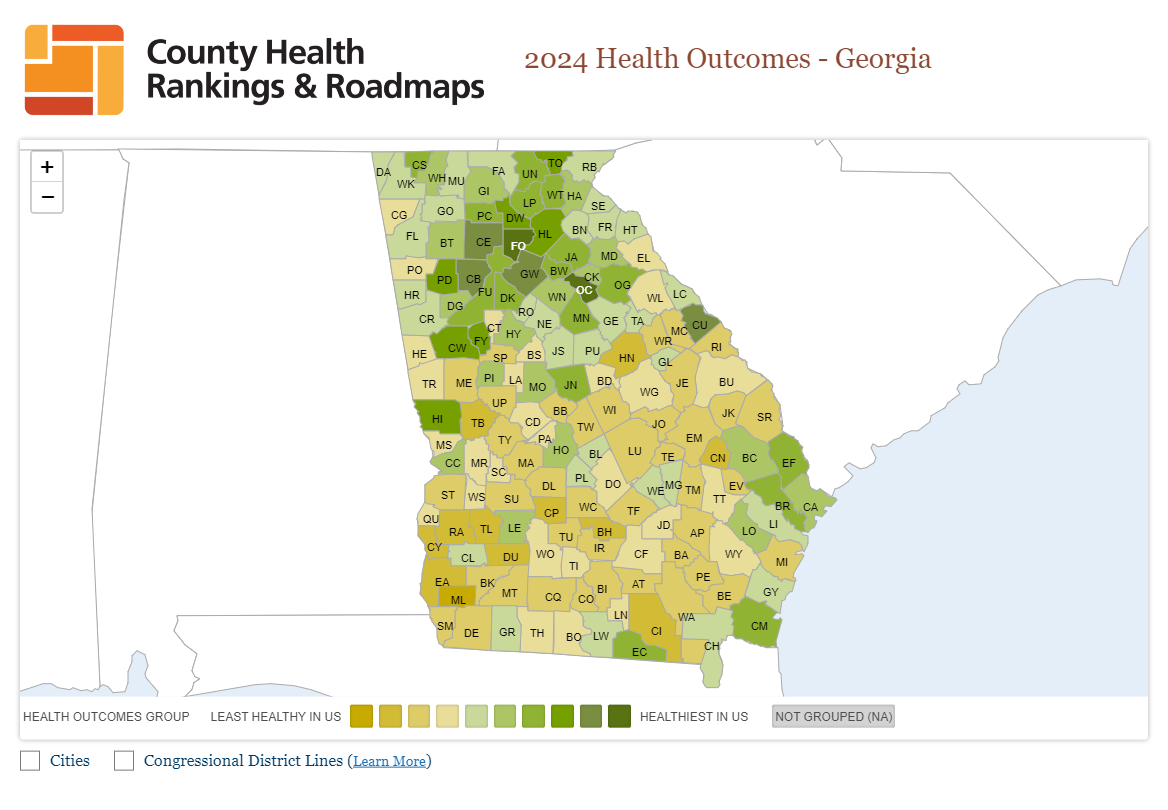 County Health
Rankings & Roadmaps
2024 Health Outcomes - Georgia
+
−
DA
CS
WH
WK
MU
FA
UN
TO
RB
GI
WT
HA
LP
SE
CG
GO
PC
DW
HL
BN
FR
HT
FL
BT
CE
FO
JA
MD
EL
PO
PD
CB
GW
BW
CK
OG
OC
HR
DG
FU
DK
WN
WL
LC
CR
CT
HY
RO
NE
MN
GE
TA
MC
CU
HE
CW
FY
SP
BS
JS
PU
HN
WR
RI
GL
TR
ME
PI
LA
MO
JN
BD
WG
JE
BU
HI
TB
UP
CD
BB
TW
WI
JO
JK
SR
MS
TY
PA
HO
BL
LU
TE
EM
CN
BC
EF
CC
MR
SC
MA
PL
DO
WE
MG
TM
TT
EV
BR
CA
ST
WS
SU
DL
CP
WC
TF
JD
AP
LO
LI
QU
RA
TL
LE
TU
BH
IR
CY
CL
DU
WO
TI
CF
BA
WY
MI
EA
ML
BK
MT
CQ
CO
BI
AT
PE
BE
GY
SM
DE
GR
TH
BO
LW
LN
CI
WA
CM
EC
CH
HEALTH OUTCOMES GROUP LEAST HEALTHY IN US HEALTHIEST IN US NOT GROUPED (NA)
Cities Congressional District Lines (Learn More)